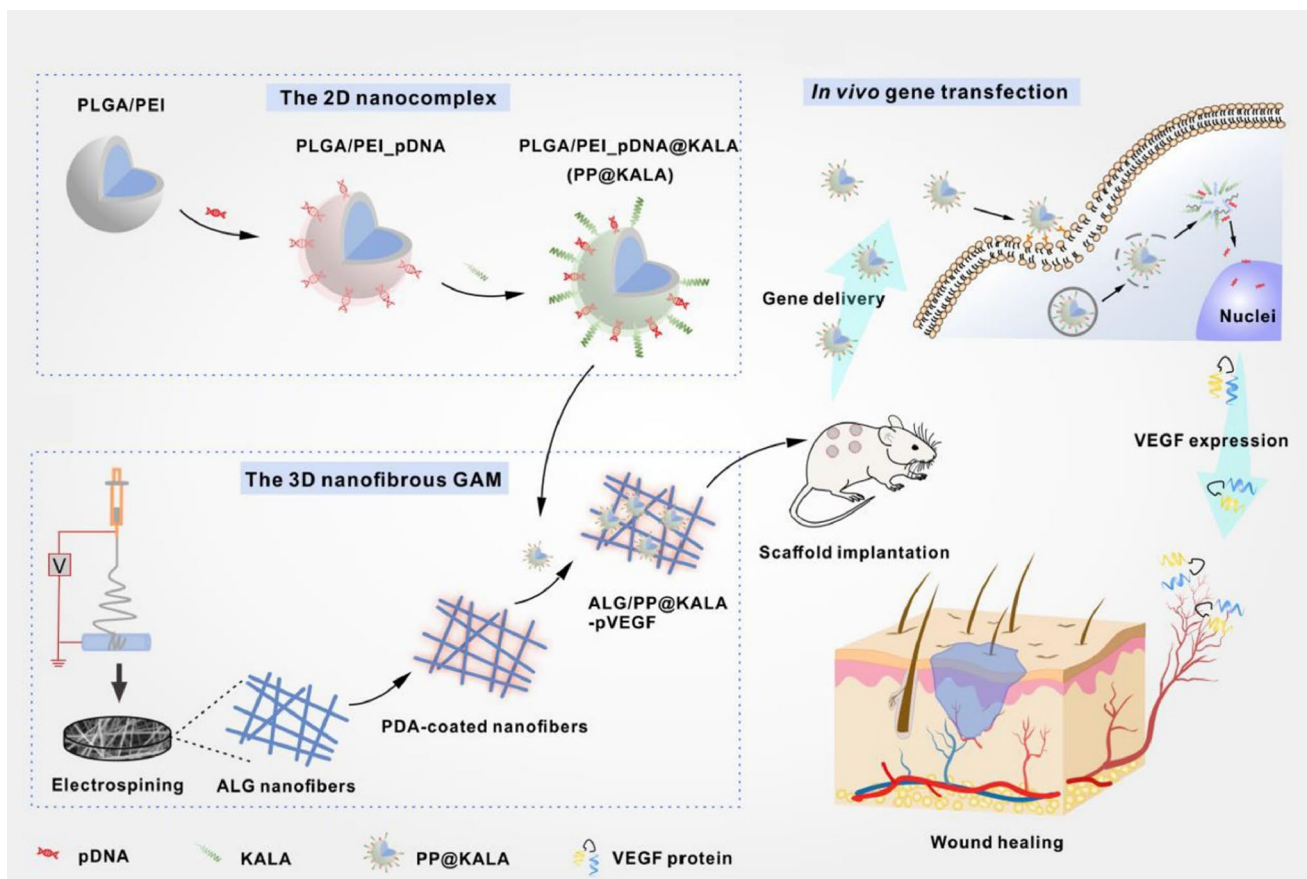 The 2D nanocomplex
PLGA/PEI
PLGA/PEI_pDNA
PLGA/PEI_pDNA@KALA
(PP@KALA)
The 3D nanofibrous GAM
V
Electrospining
ALG nanofibers
PDA-coated nanofibers
ALG/PP@KALA
-pVEGF
Scaffold implantation
Gene delivery
In vivo gene transfection
Nuclei
VEGF expression
Wound healing
pDNA
KALA
PP@KALA
VEGF protein